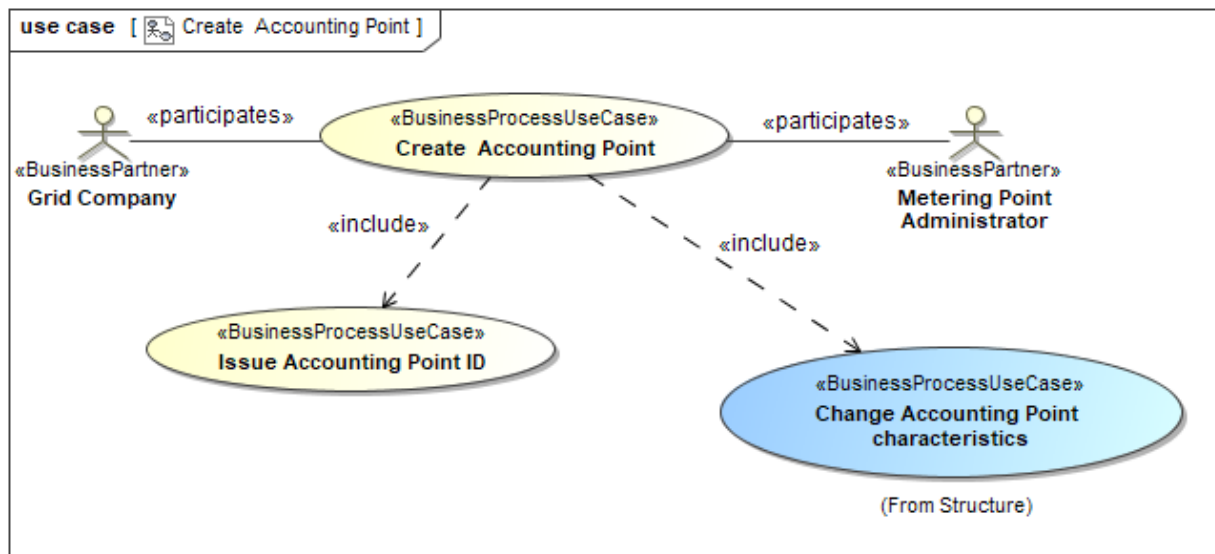 use case [ Create Accounting Point ]
«participates»
«BusinessProcessUseCase»
Create Accounting Point
«participates»
«BusinessPartner»
Grid Company
«BusinessPartner»
Metering Point
Administrator
«include»
«include»
«BusinessProcessUseCase»
Issue Accounting Point ID
«BusinessProcessUseCase»
Change Accounting Point
characteristics
(From Structure)